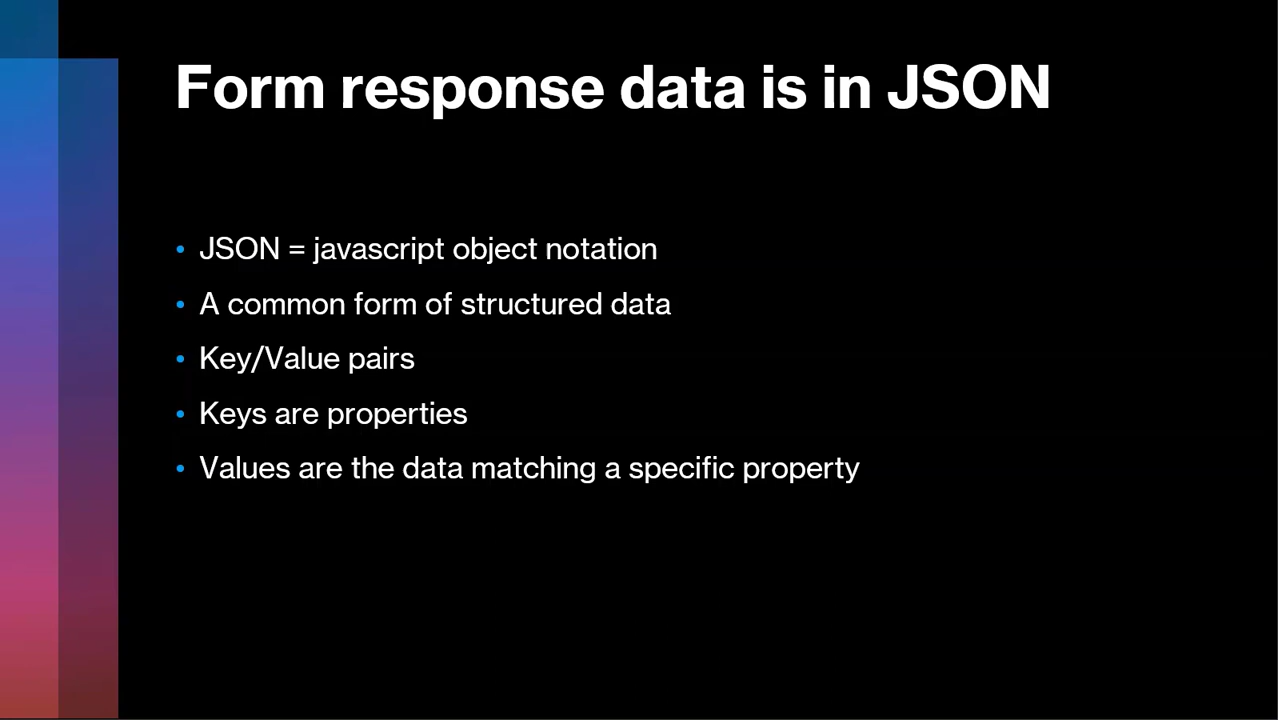 Form response data is in JSON
• JSON = javascript object notation
• A common form of structured data
• Key/Value pairs
• Keys are properties
• Values are the data matching a specific property